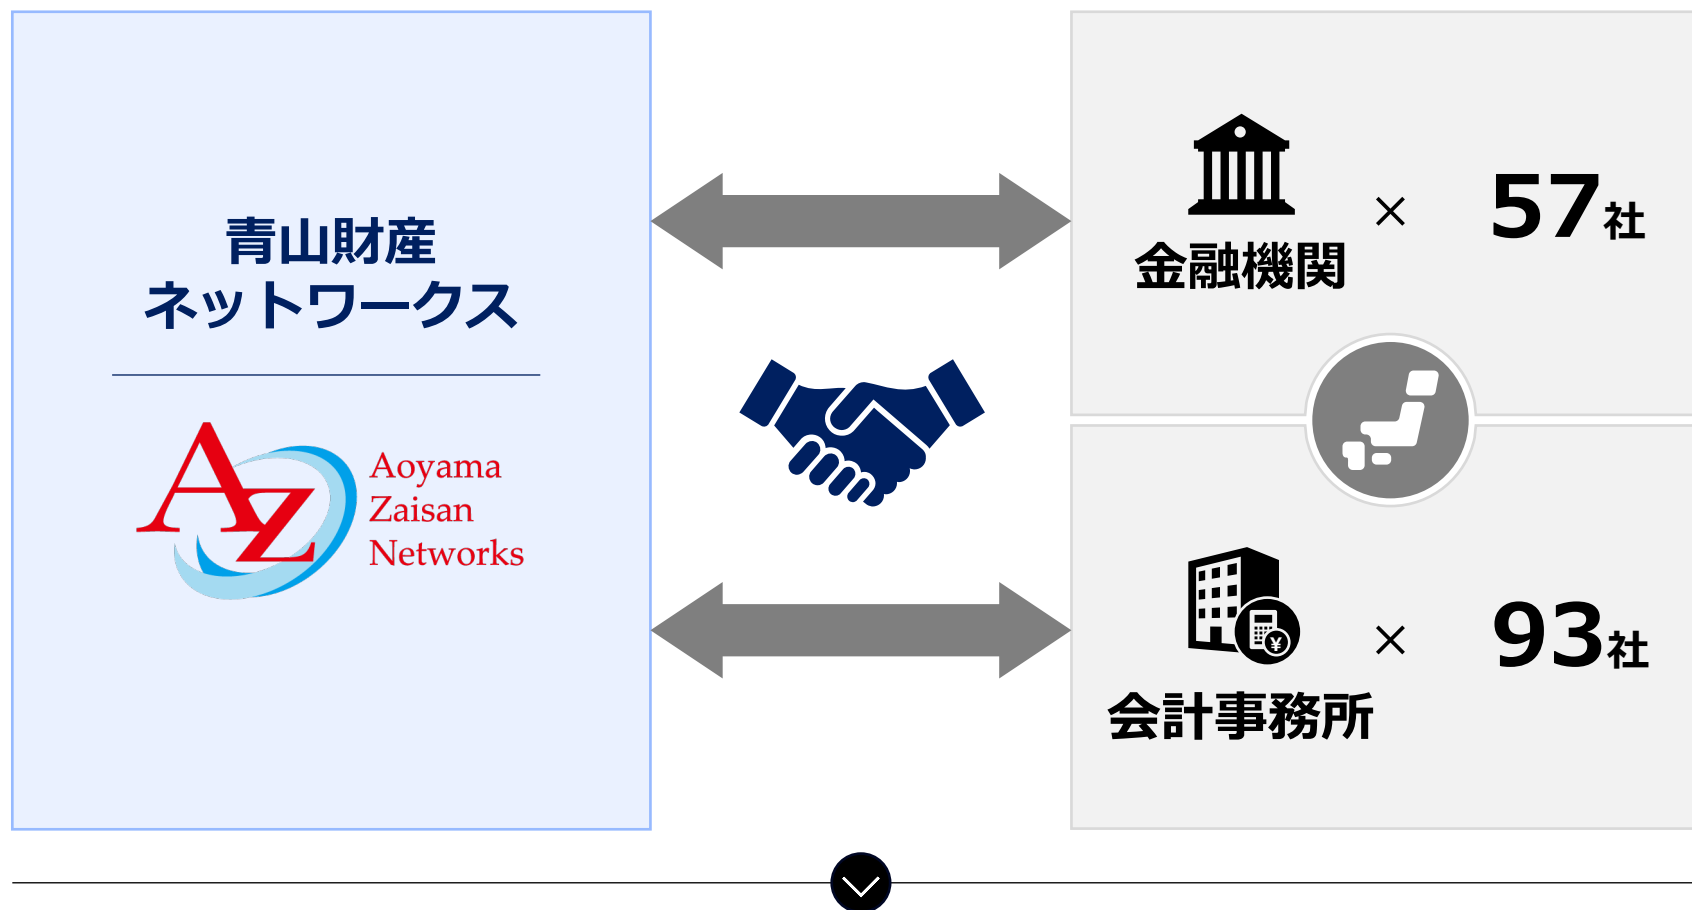 青山財産
ネットワークス
AZ
Aoyama
Zaisan
Networks
金融機関
× 57社
¥
会計事務所
× 93社